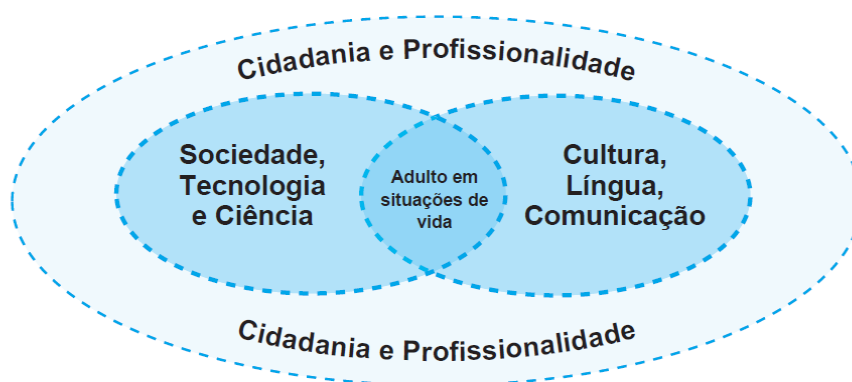 Cidadania e Profissionalidade
Sociedade,
Tecnologia
e Ciência
Adulto em
situações de
vida
Cultura,
Língua,
Comunicação
Cidadania e Profissionalidade